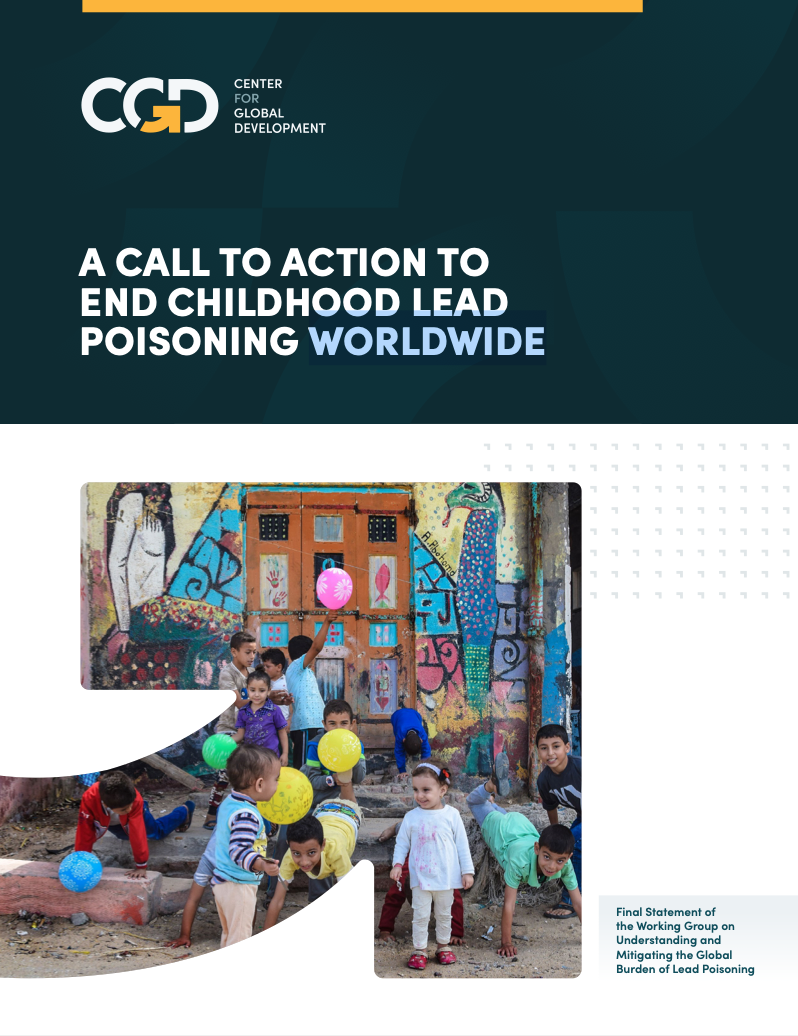 CGD
CENTER
FOR
GLOBAL
DEVELOPMENT
A CALL TO ACTION TO
END CHILDHOOD LEAD
POISONING WORLDWIDE
Final Statement of
the Working Group on
Understanding and
Mitigating the Global
Burden of Lead Poisoning